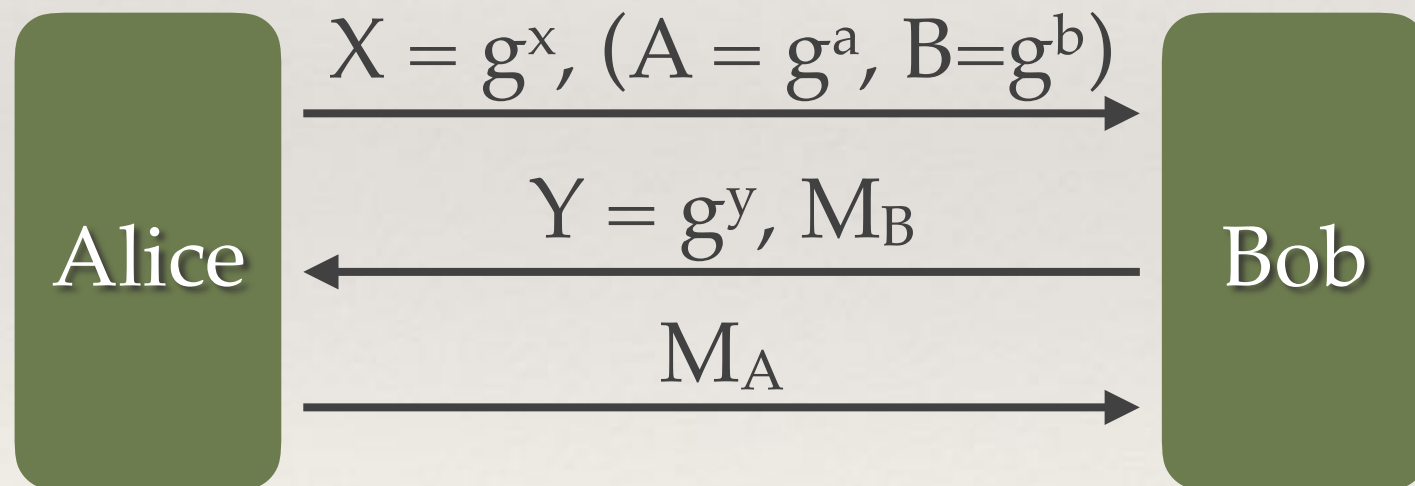 Alice
X = gˣ, (A = gᵃ, B=gᵇ)
Y = gʸ, M_B
M_A
Bob